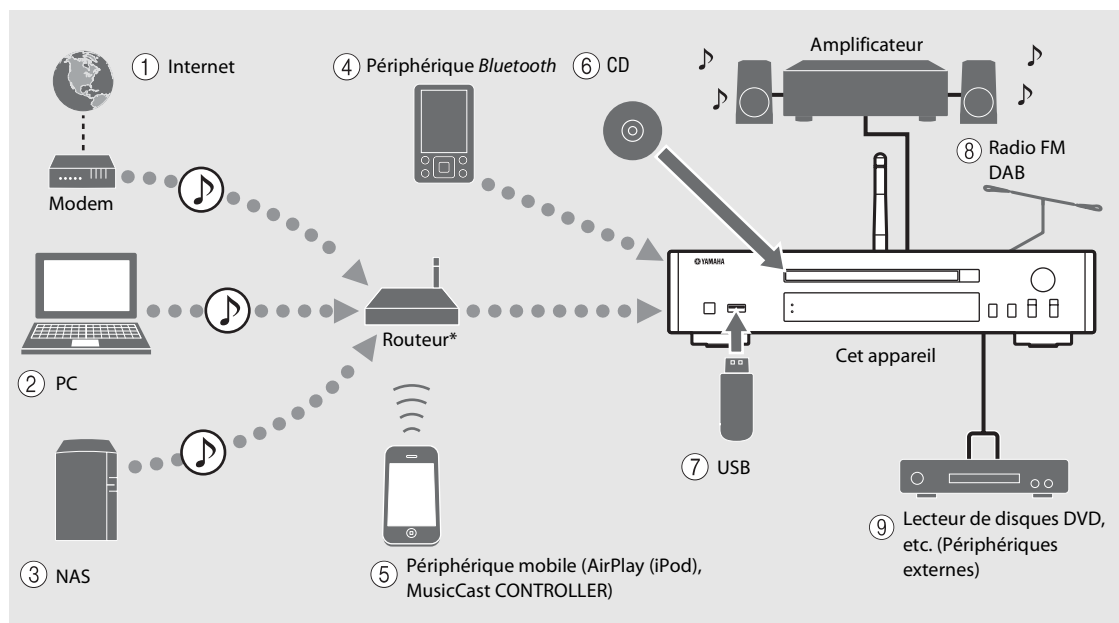 ① Internet
Modem
② PC
③ NAS
④ Périphérique Bluetooth
Routeur*
⑤ Périphérique mobile (AirPlay (iPod),
MusicCast CONTROLLER)
⑥ CD
⑦ USB
Amplificateur
⑧ Radio FM
DAB
YAMAHA
Cet appareil
⑨ Lecteur de disques DVD,
etc. (Périphériques
externes)